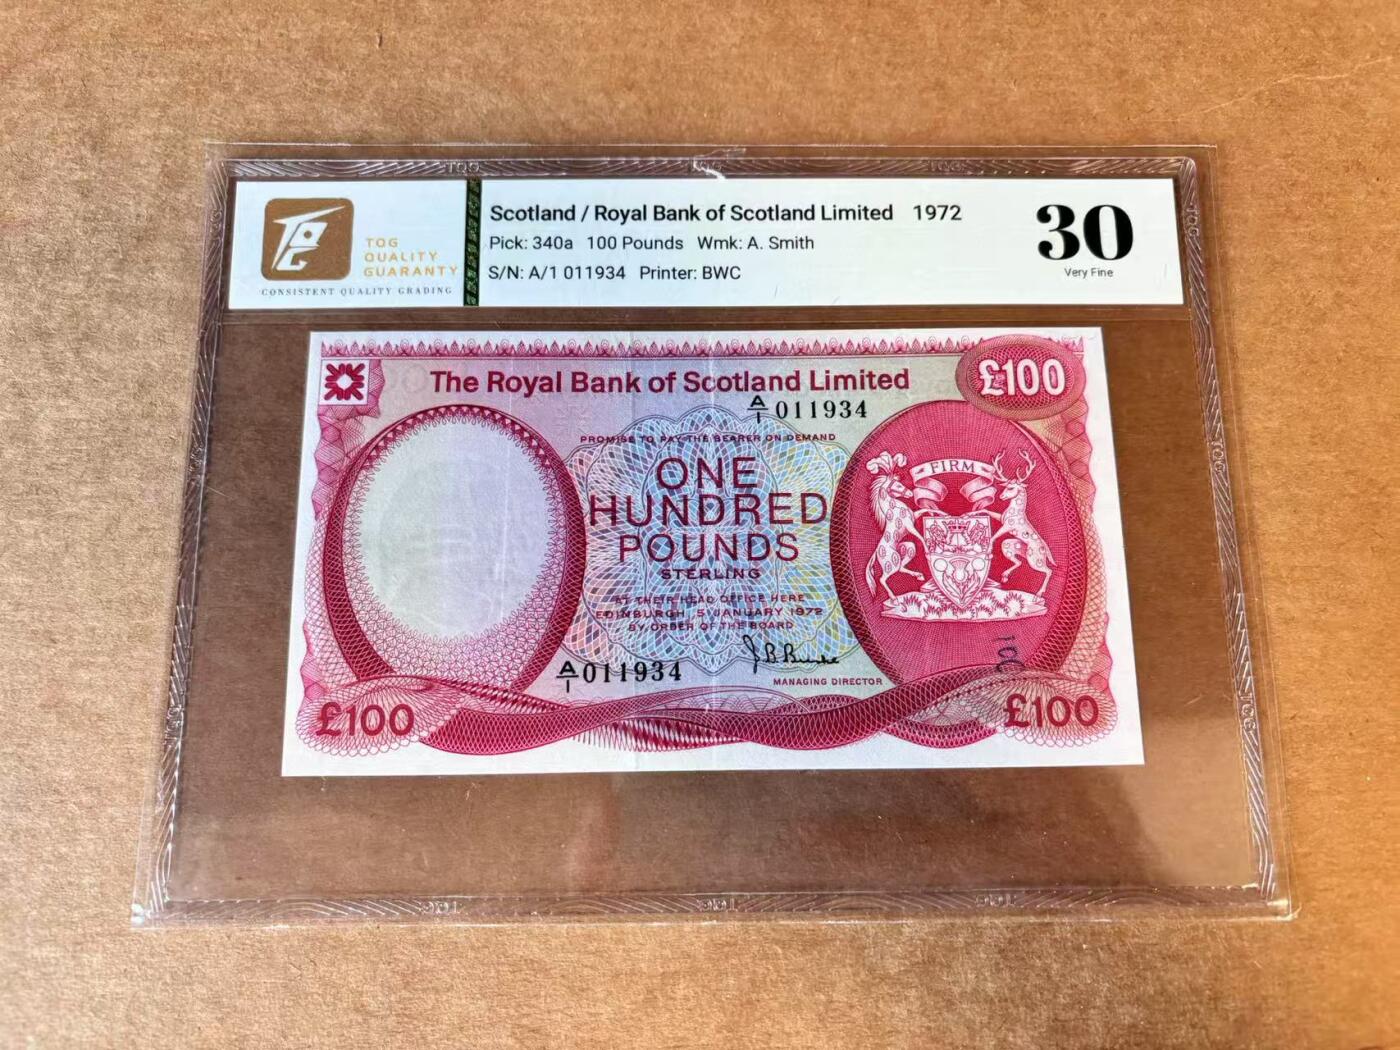 TQG
TQG
TOG
QUALITY
GUARANTY
CONSISTENT QUALITY GRADING
Scotland / Royal Bank of Scotland Limited 1972
Pick: 340a 100 Pounds Wmk: A. Smith
S/N: A/1 011934 Printer: BWC
30
Very Fine
The Royal Bank of Scotland Limited
£100
A/1 011934
PROMISE TO PAY THE BEARER ON DEMAND
ONE
HUNDRED
POUNDS
STERLING
AT THEIR HEAD OFFICE HERE
EDINBURGH, 5 JANUARY 1972
BY ORDER OF THE BOARD
FIRM
A/1 011934
J B Burke
MANAGING DIRECTOR
£100
£100